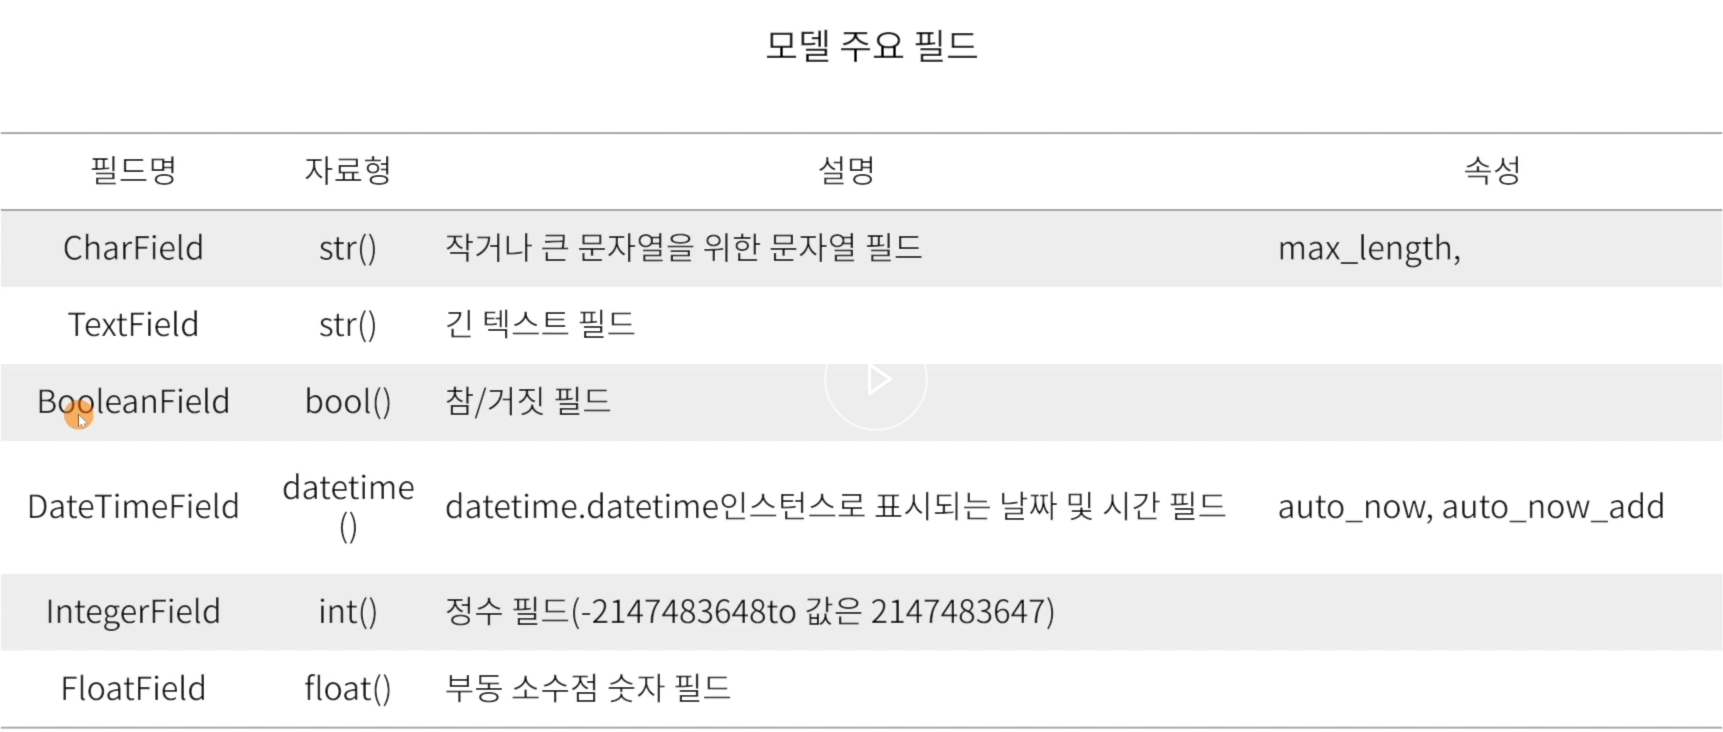 모델 주요 필드
필드명 자료형 설명 속성
CharField str() 작거나 큰 문자열을 위한 문자열 필드 max_length,
TextField str() 긴 텍스트 필드
BooleanField bool() 참/거짓 필드
DateTimeField datetime () datetime.datetime인스턴스로 표시되는 날짜 및 시간 필드 auto_now, auto_now_add
IntegerField int() 정수 필드(-2147483648to 값은 2147483647)
FloatField float() 부동 소수점 숫자 필드